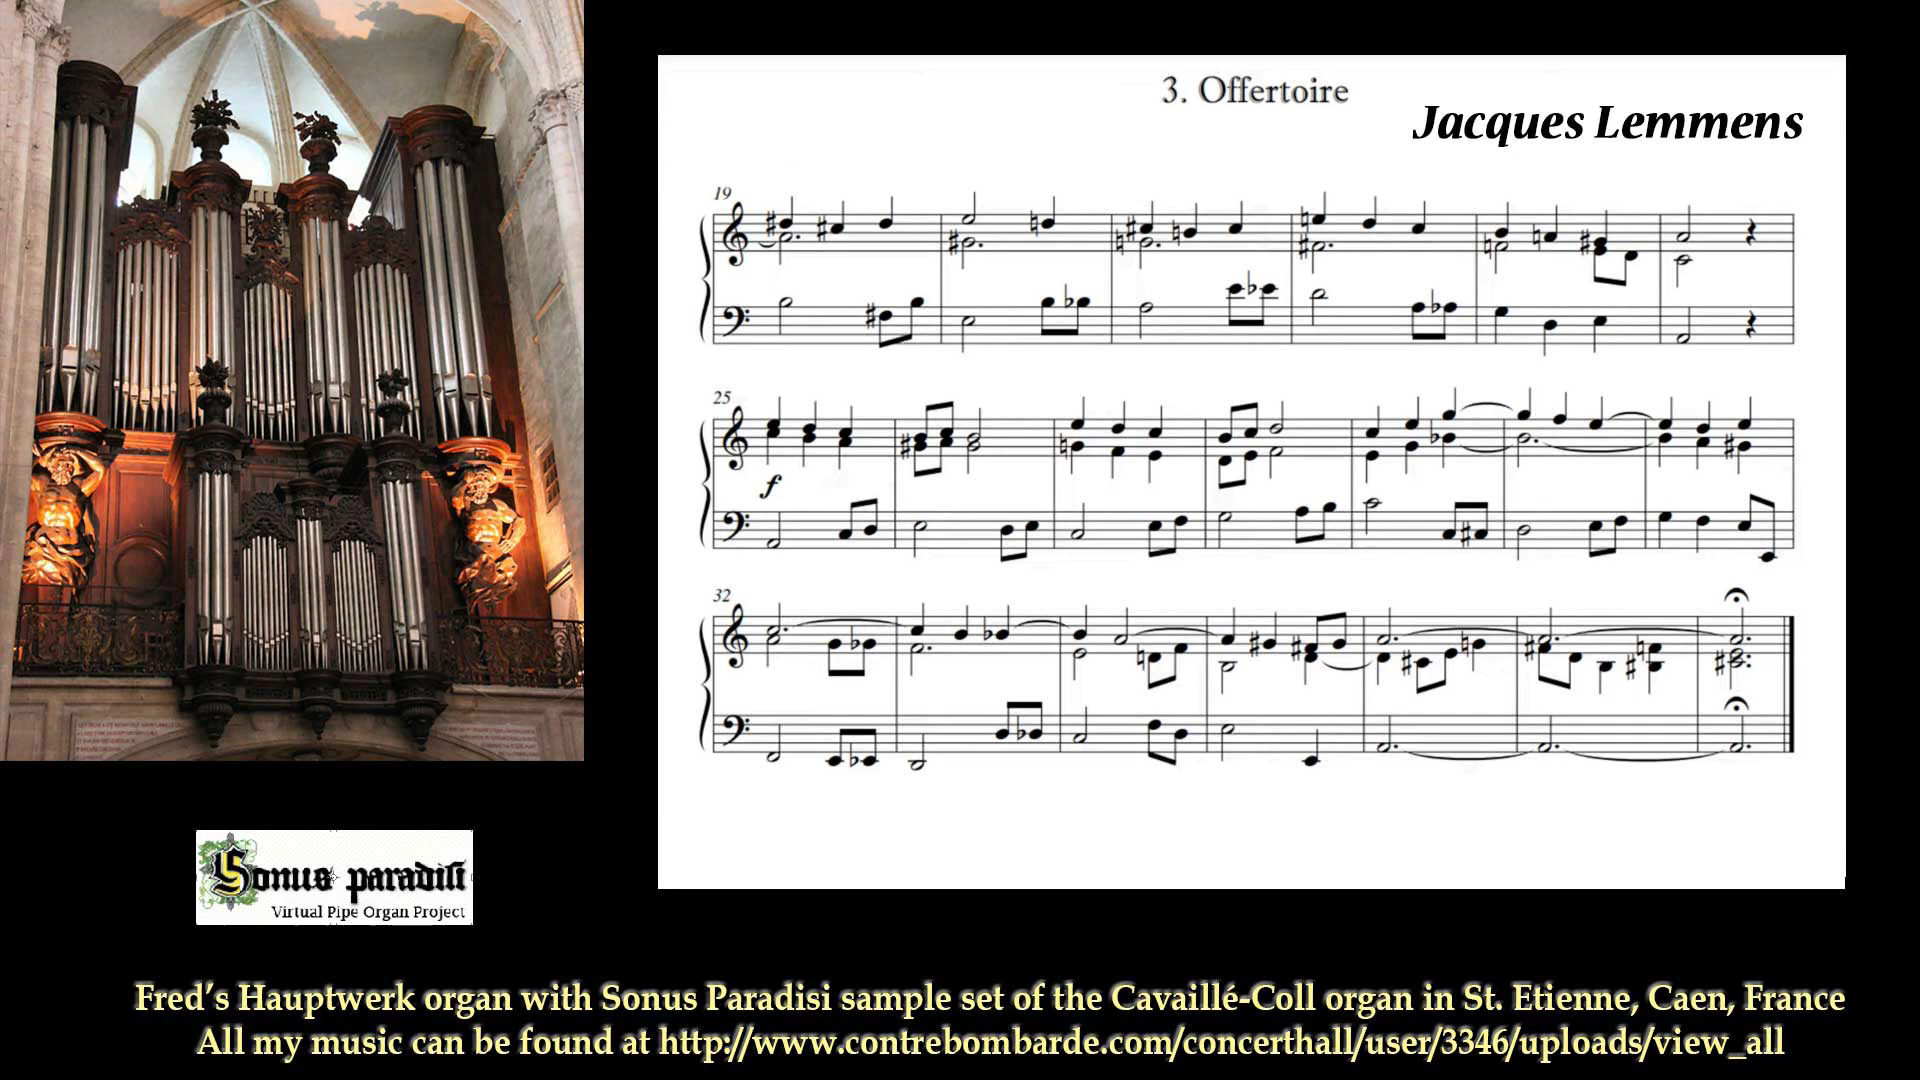 3. Offertoire
Jacques Lemmens
19
25
f
32
Sonus paradisi
Virtual Pipe Organ Project
Fred's Hauptwerk organ with Sonus Paradisi sample set of the Cavaillé-Coll organ in St. Etienne, Caen, France
All my music can be found at http://www.contrebombarde.com/concerthall/user/3346/uploads/view_all